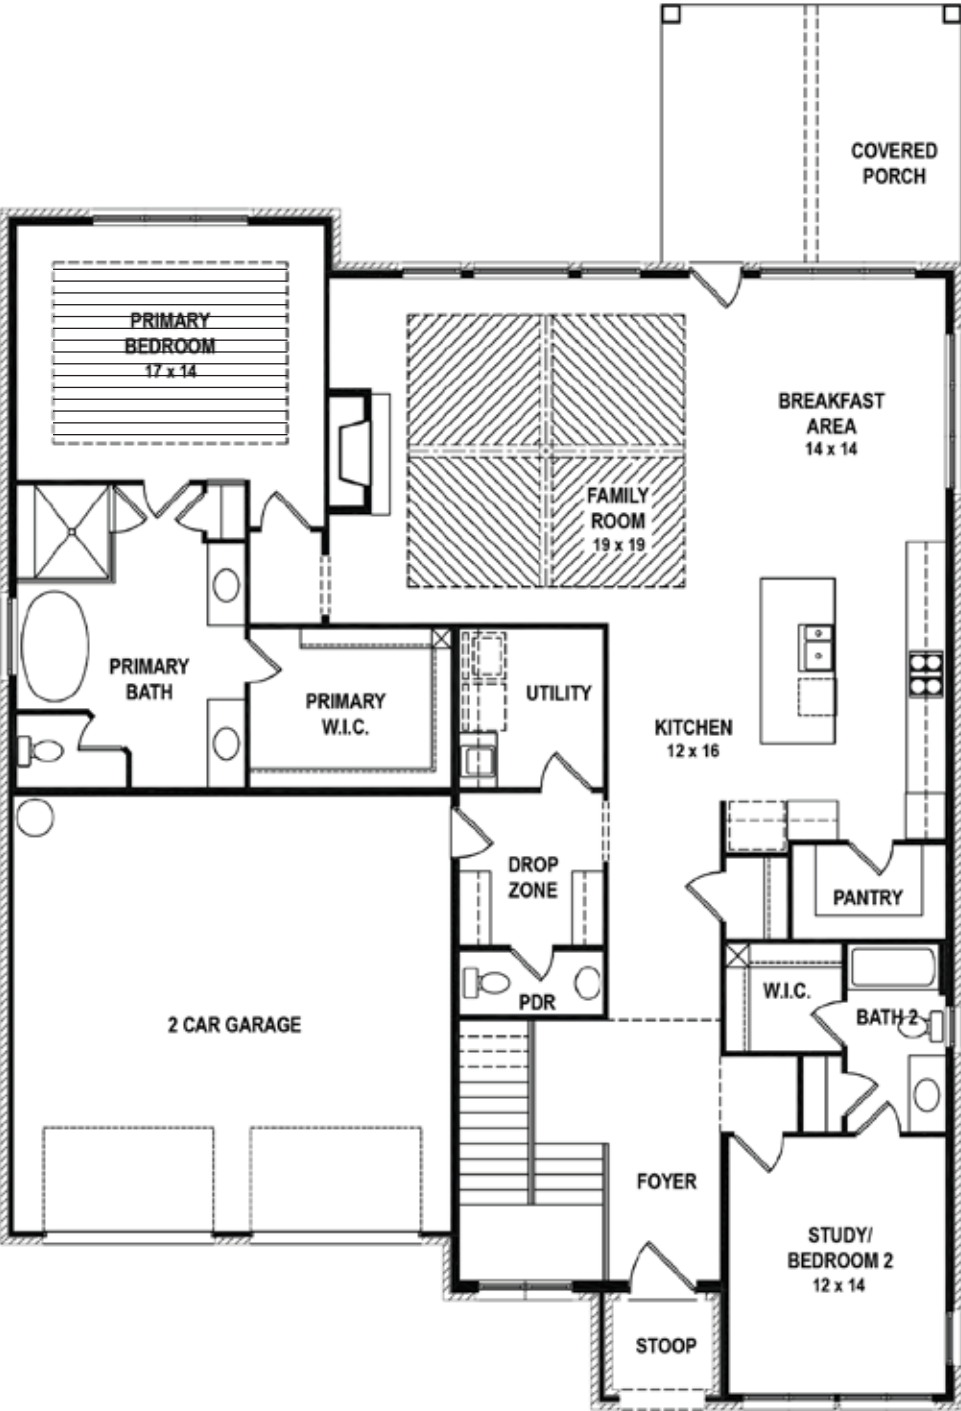 COVERED
PORCH
PRIMARY
BEDROOM
17 x 14
BREAKFAST
AREA
14 x 14
FAMILY
ROOM
19 x 19
PRIMARY
BATH
PRIMARY
W.I.C.
UTILITY
KITCHEN
12 x 16
DROP
ZONE
PANTRY
W.I.C.
PDR
BATH 2
2 CAR GARAGE
FOYER
STUDY/
BEDROOM 2
12 x 14
STOOP